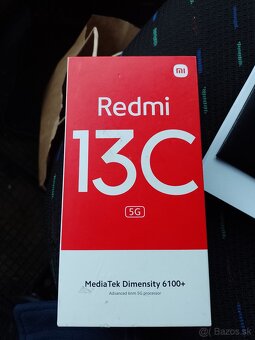 mi
Redmi
13C
5G
MediaTek Dimensity 6100+
Advanced 6nm 5G processor
© Bazos.sk